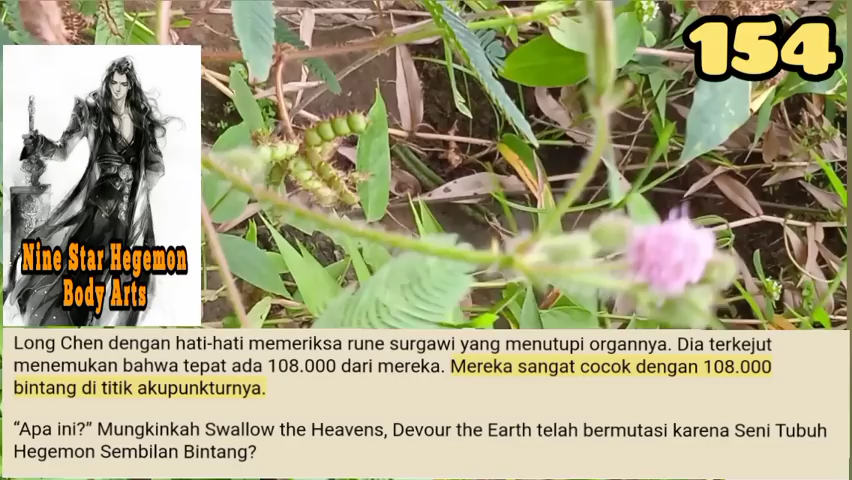 154
Nine Star Hegemon
Body Arts
Long Chen dengan hati-hati memeriksa rune surgawi yang menutupi organnya. Dia terkejut
menemukan bahwa tepat ada 108.000 dari mereka. Mereka sangat cocok dengan 108.000
bintang di titik akupunkturnya.
“Apa ini?” Mungkinkah Swallow the Heavens, Devour the Earth telah bermutasi karena Seni Tubuh
Hegemon Sembilan Bintang?